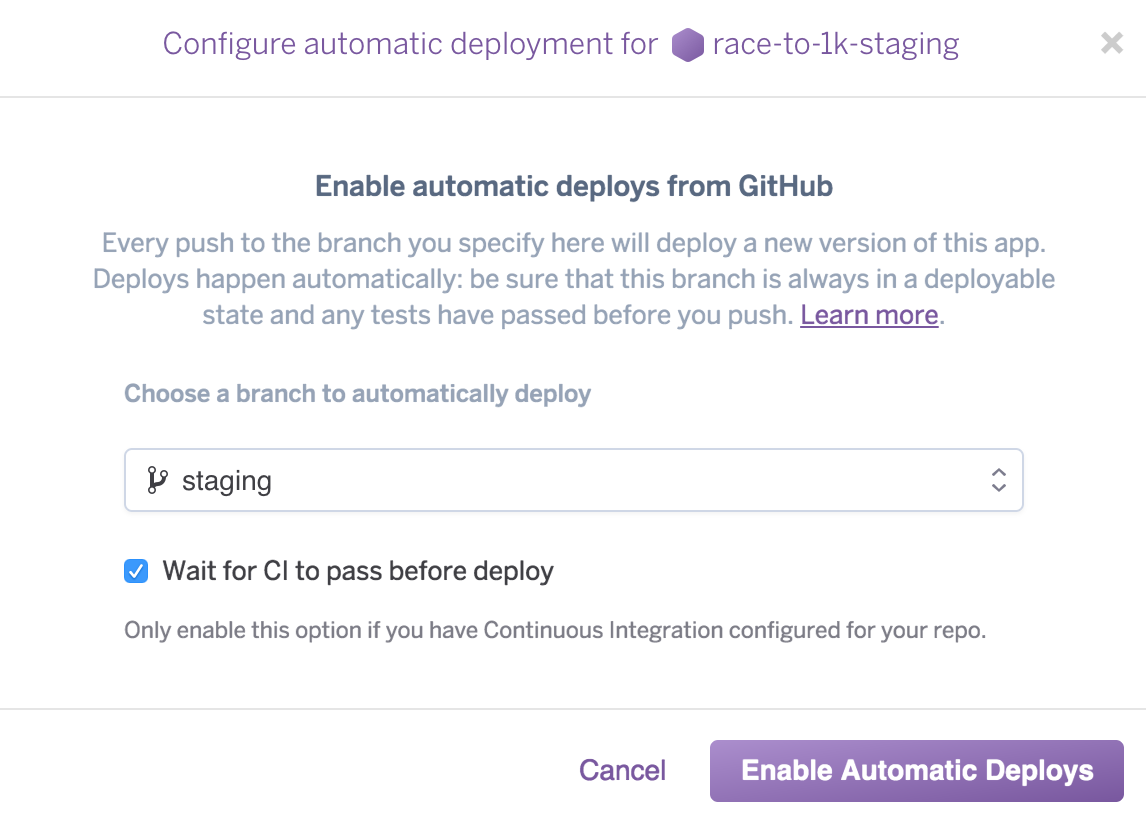 Configure automatic deployment for race-to-1k-staging
Enable automatic deploys from GitHub
Every push to the branch you specify here will deploy a new version of this app.
Deploys happen automatically: be sure that this branch is always in a deployable
state and any tests have passed before you push. Learn more.
Choose a branch to automatically deploy
staging
Wait for CI to pass before deploy
Only enable this option if you have Continuous Integration configured for your repo.
Cancel
Enable Automatic Deploys